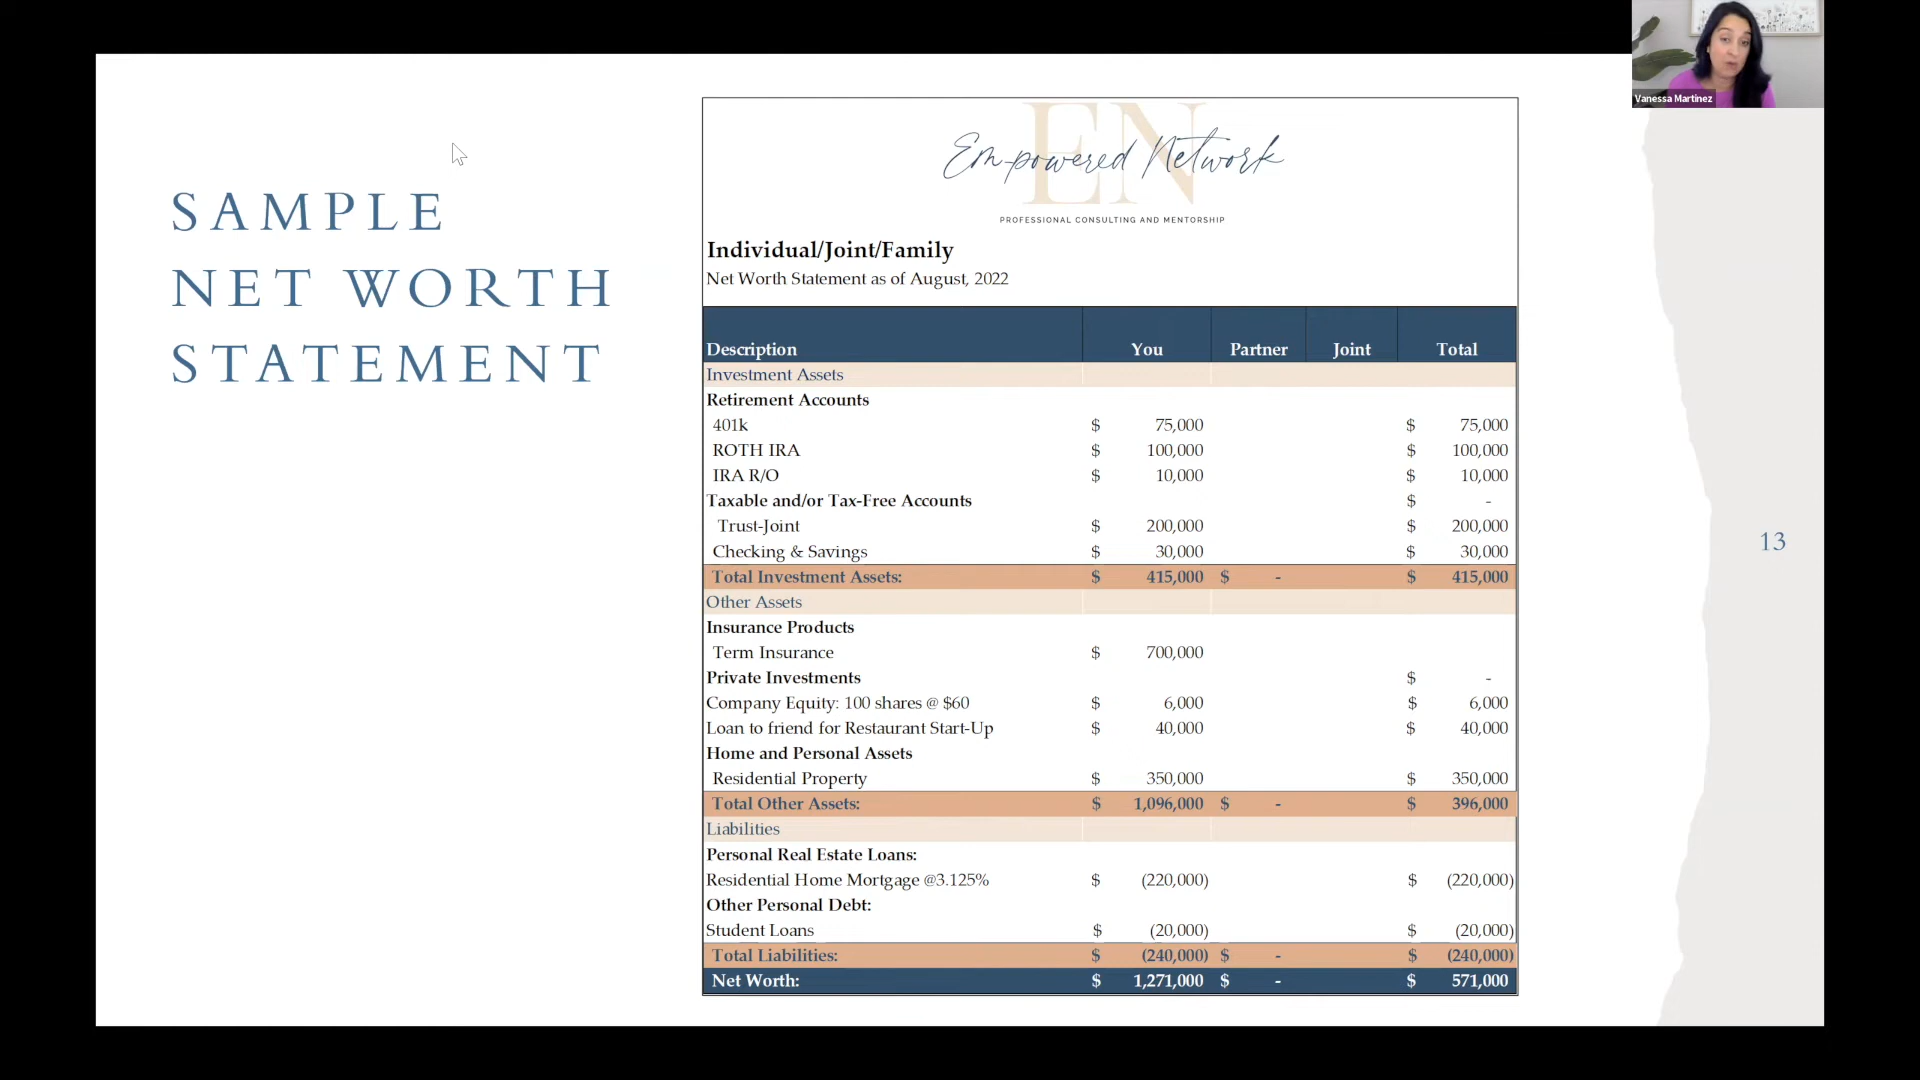 Vanessa Martinez
SAMPLE
NET WORTH
STATEMENT
EN
Empowered Network
PROFESSIONAL CONSULTING AND MENTORSHIP
Individual/Joint/Family
Net Worth Statement as of August, 2022
Description You Partner Joint Total
Investment Assets
Retirement Accounts
401k $ 75,000 $ 75,000
ROTH IRA $ 100,000 $ 100,000
IRA R/O $ 10,000 $ 10,000
Taxable and/or Tax-Free Accounts $ -
Trust-Joint $ 200,000 $ 200,000
Checking & Savings $ 30,000 $ 30,000
Total Investment Assets: $ 415,000 $ - $ 415,000
Other Assets
Insurance Products
Term Insurance $ 700,000
Private Investments $ -
Company Equity: 100 shares @ $60 $ 6,000 $ 6,000
Loan to friend for Restaurant Start-Up $ 40,000 $ 40,000
Home and Personal Assets
Residential Property $ 350,000 $ 350,000
Total Other Assets: $ 1,096,000 $ - $ 396,000
Liabilities
Personal Real Estate Loans:
Residential Home Mortgage @3.125% $ (220,000) $ (220,000)
Other Personal Debt:
Student Loans $ (20,000) $ (20,000)
Total Liabilities: $ (240,000) $ - $ (240,000)
Net Worth: $ 1,271,000 $ - $ 571,000
13